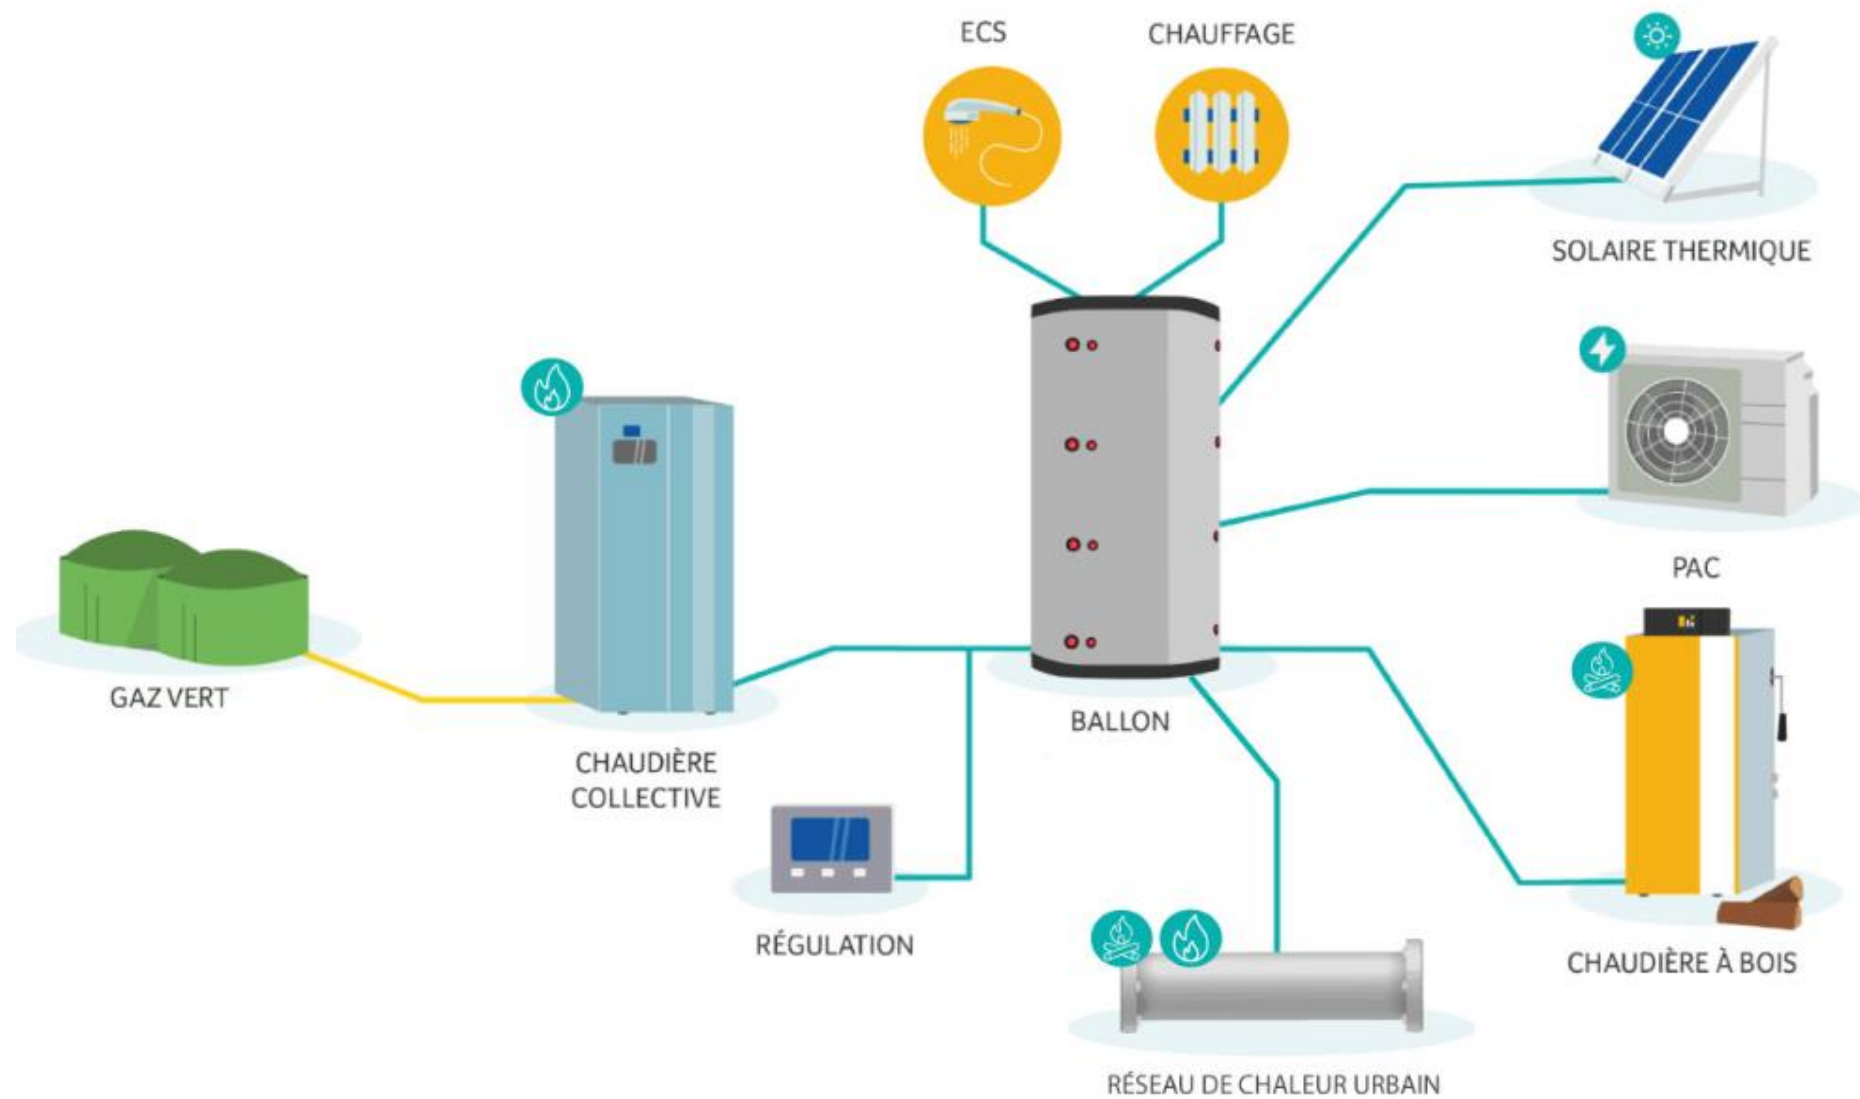 ECS
CHAUFFAGE
SOLAIRE THERMIQUE
PAC
GAZ VERT
BALLON
CHAUDIÈRE
COLLECTIVE
RÉGULATION
CHAUDIÈRE À BOIS
RÉSEAU DE CHALEUR URBAIN